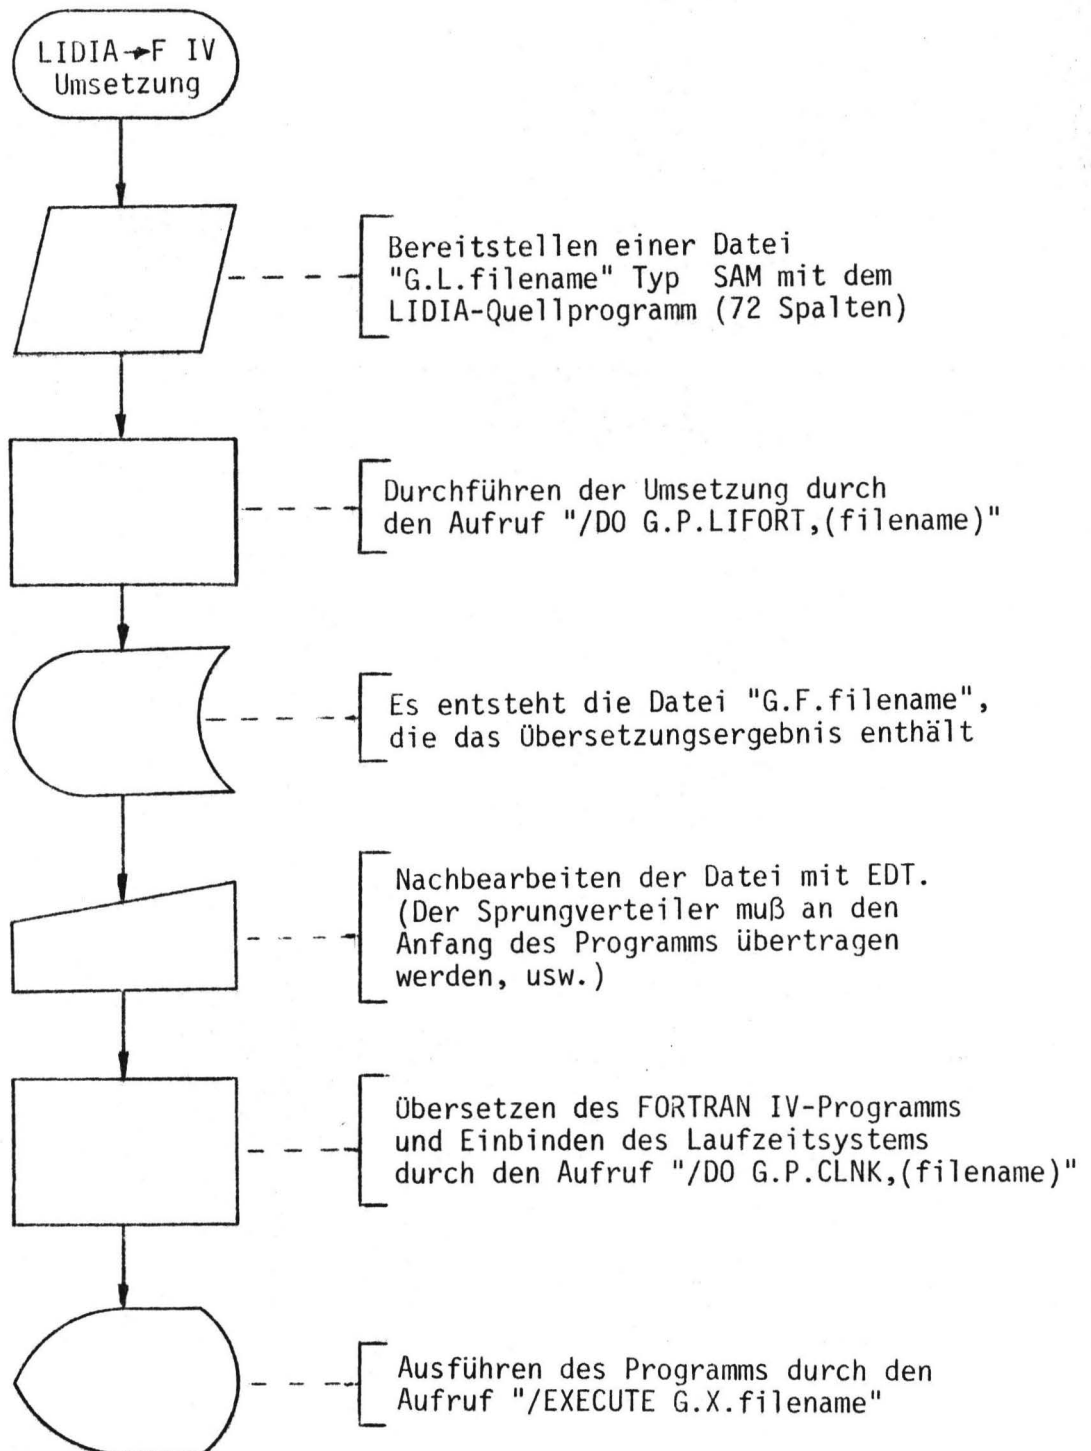 LIDIA→F IV
Umsetzung
Bereitstellen einer Datei
"G.L.filename" Typ SAM mit dem
LIDIA-Quellprogramm (72 Spalten)
Durchführen der Umsetzung durch
den Aufruf "/DO G.P.LIFORT,(filename)"
Es entsteht die Datei "G.F.filename",
die das Übersetzungsergebnis enthält
Nachbearbeiten der Datei mit EDT.
(Der Sprungverteiler muß an den
Anfang des Programms übertragen
werden, usw.)
Übersetzen des FORTRAN IV-Programms
und Einbinden des Laufzeitsystems
durch den Aufruf "/DO G.P.CLNK,(filename)"
Ausführen des Programms durch den
Aufruf "/EXECUTE G.X.filename"